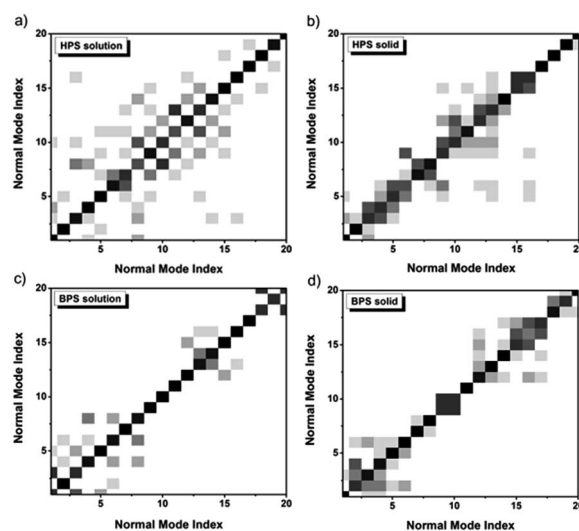 a)
HPS solution
20
15
10
5
Normal Mode Index
5 10 15 20
Normal Mode Index
b)
HPS solid
20
15
10
5
Normal Mode Index
5 10 15 20
Normal Mode Index
c)
BPS solution
20
15
10
5
Normal Mode Index
5 10 15 20
Normal Mode Index
d)
BPS solid
20
15
10
5
Normal Mode Index
5 10 15 20
Normal Mode Index